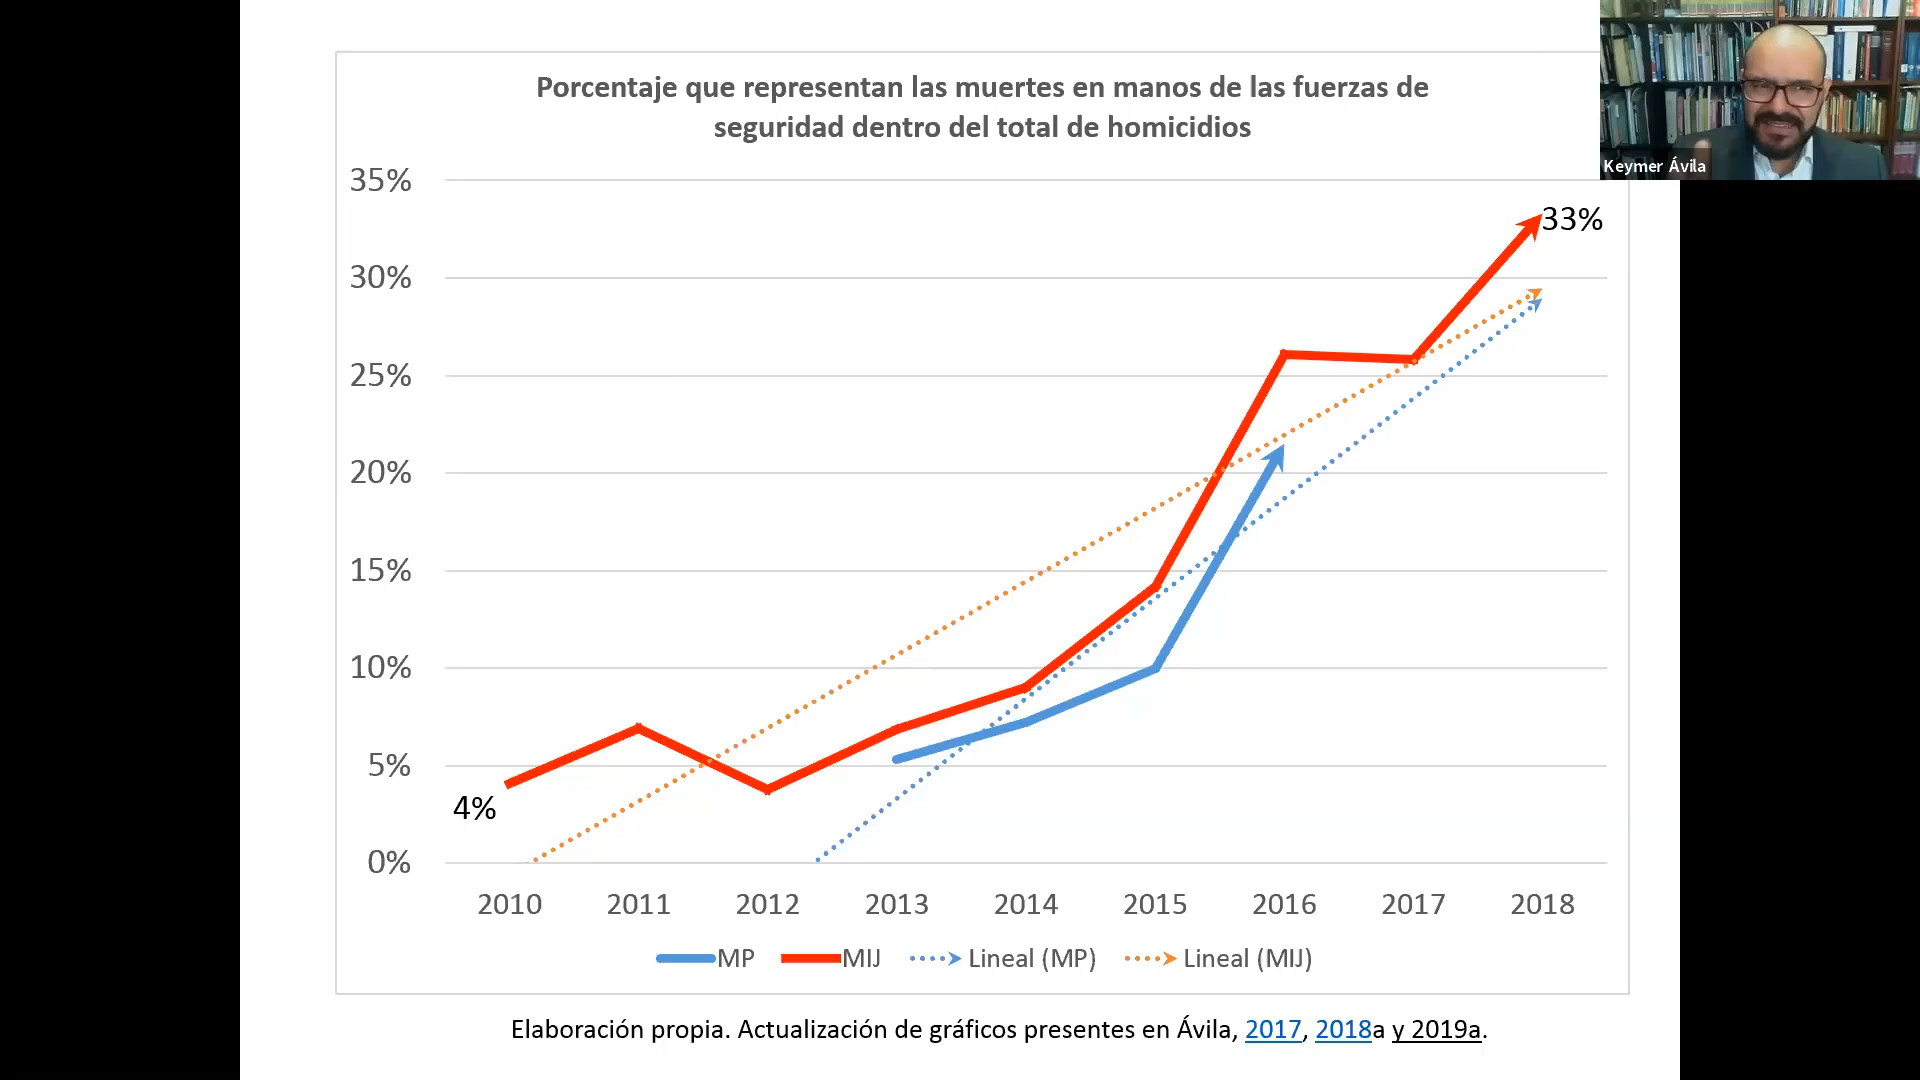 Porcentaje que representan las muertes en manos de las fuerzas de
seguridad dentro del total de homicidios
Keymer Ávila
35%
33%
30%
25%
20%
15%
10%
5%
4%
0%
2010 2011 2012 2013 2014 2015 2016 2017 2018
MP MIJ Lineal (MP) Lineal (MIJ)
Elaboración propia. Actualización de gráficos presentes en Ávila, 2017, 2018a y 2019a.